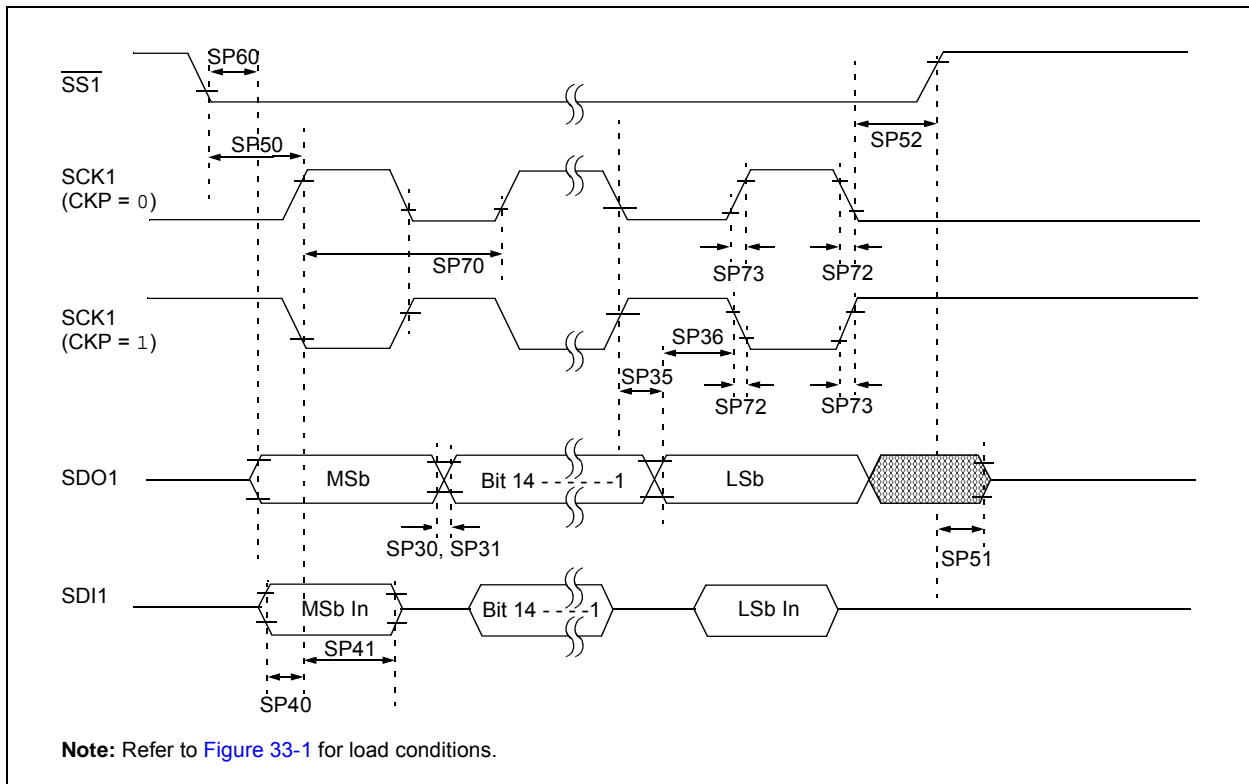 SP60
SS1
SP50
SP52
SCK1
(CKP = 0)
SP70
SP73
SP72
SCK1
(CKP = 1)
SP36
SP35
SP72
SP73
SDO1
MSb
Bit 14 - - - - - -1
LSb
SP30, SP31
SP51
SDI1
MSb In
Bit 14 - - - -1
LSb In
SP41
SP40
Note: Refer to Figure 33-1 for load conditions.